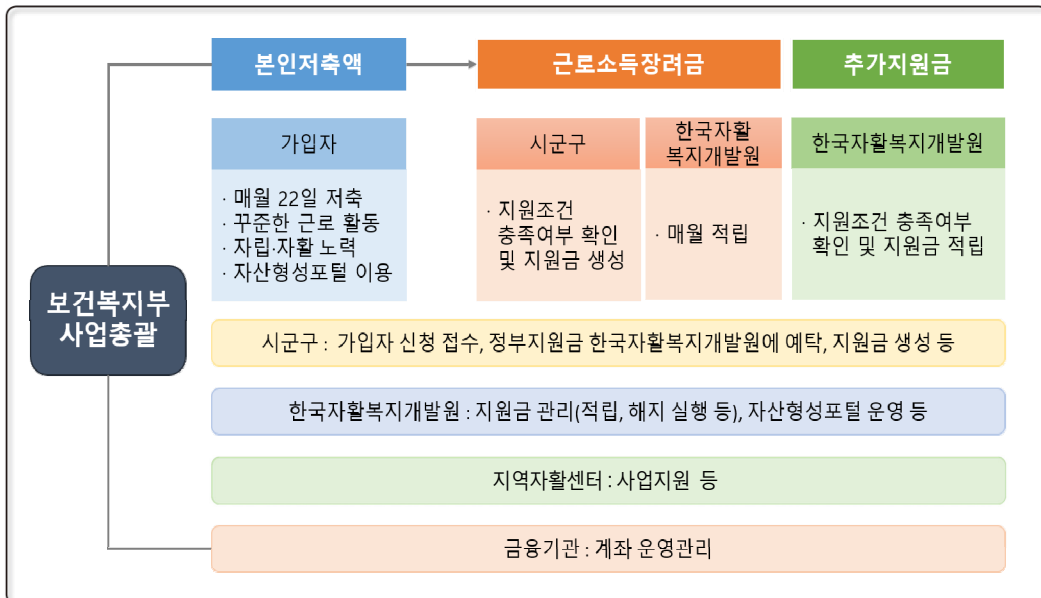 본인저축액
근로소득장려금
추가지원금
가입자
· 매월 22일 저축
· 꾸준한 근로 활동
· 자립·자활 노력
· 자산형성포털 이용
시군구
· 지원조건
충족여부 확인
및 지원금 생성
한국자활
복지개발원
· 매월 적립
한국자활복지개발원
· 지원조건 충족여부
확인 및 지원금 적립
보건복지부
사업총괄
시군구 : 가입자 신청 접수, 정부지원금 한국자활복지개발원에 예탁, 지원금 생성 등
한국자활복지개발원 : 지원금 관리(적립, 해지 실행 등), 자산형성포털 운영 등
지역자활센터 : 사업지원 등
금융기관 : 계좌 운영관리